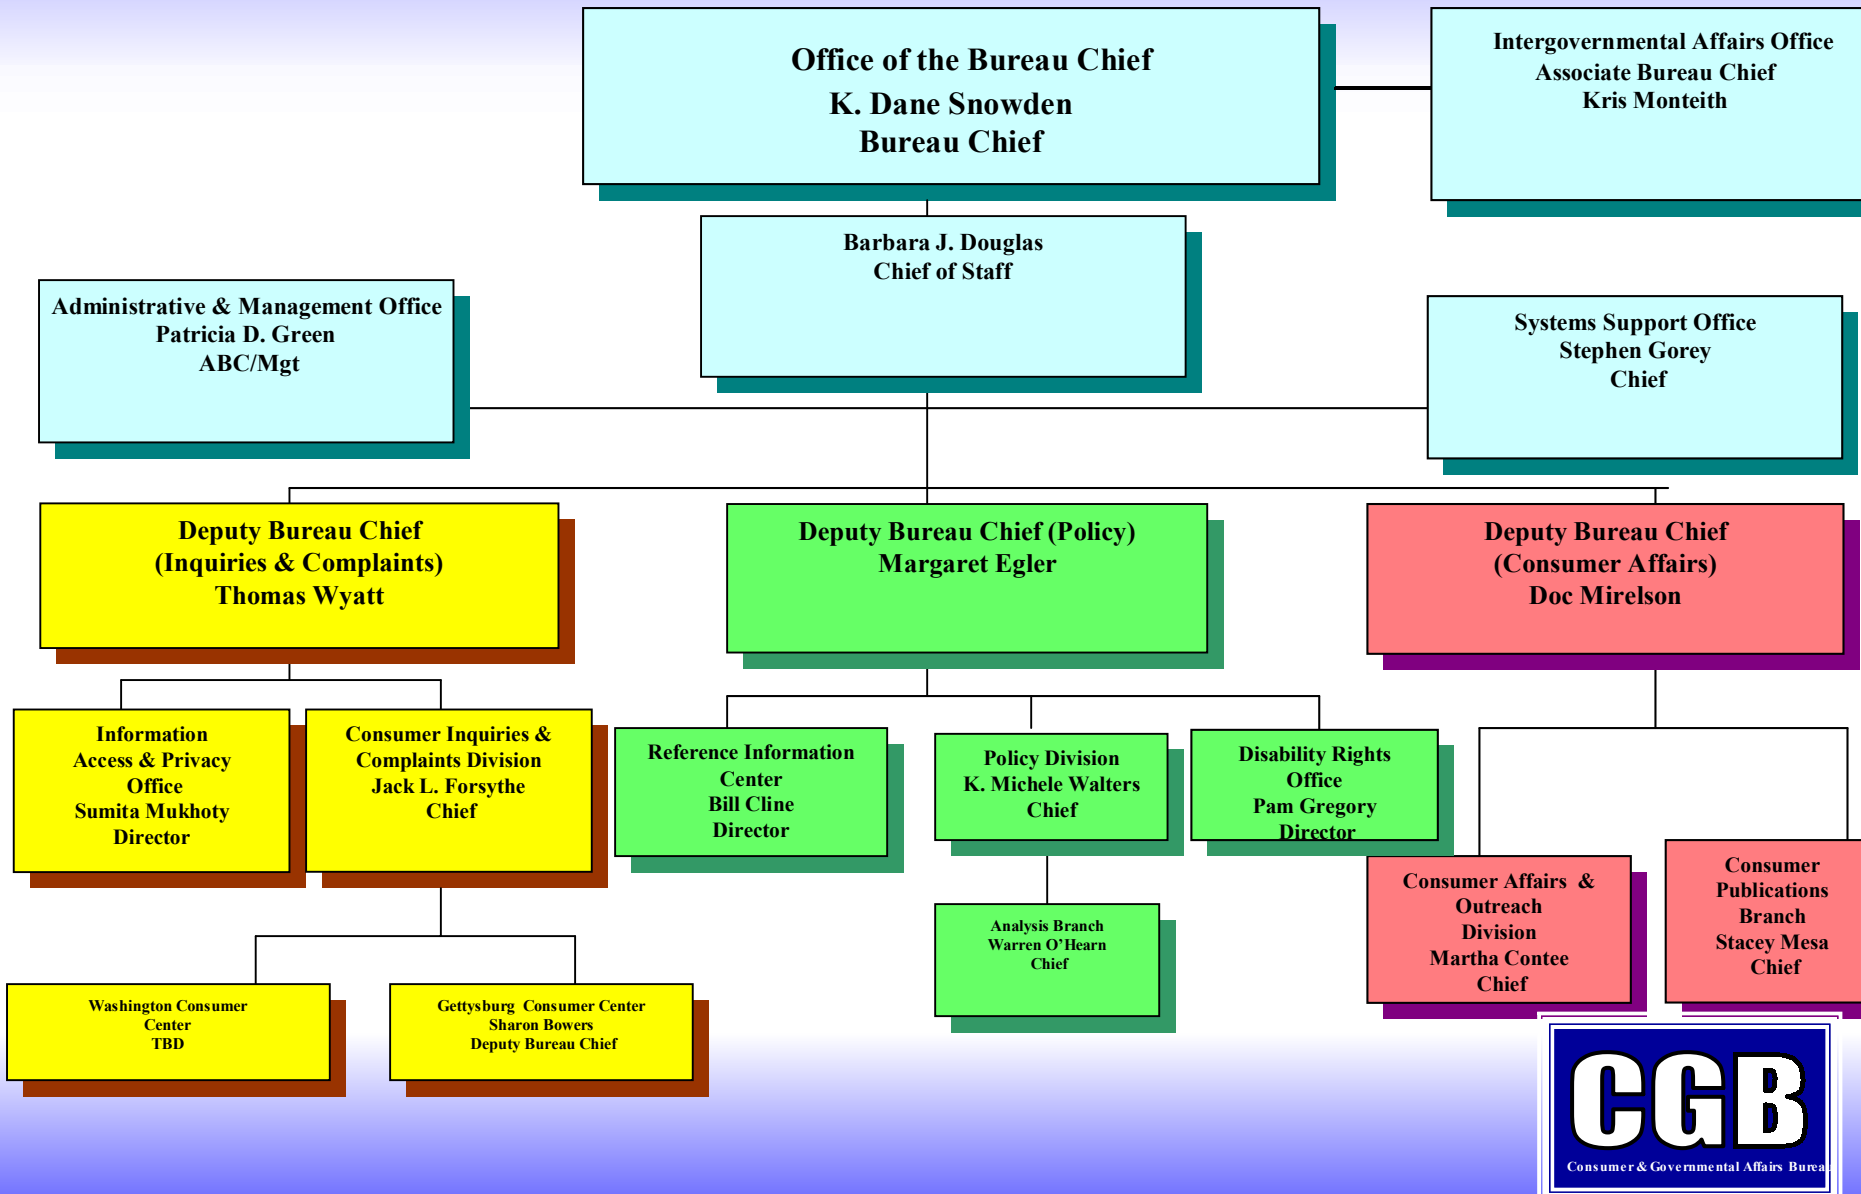 Office of the Bureau Chief
K. Dane Snowden
Bureau Chief
Intergovernmental Affairs Office
Associate Bureau Chief
Kris Monteith
Barbara J. Douglas
Chief of Staff
Administrative & Management Office
Patricia D. Green
ABC/Mgt
Systems Support Office
Stephen Gorey
Chief
Deputy Bureau Chief
(Inquiries & Complaints)
Thomas Wyatt
Deputy Bureau Chief (Policy)
Margaret Egler
Deputy Bureau Chief
(Consumer Affairs)
Doc Mirelson
Information
Access & Privacy
Office
Sumita Mukhoty
Director
Consumer Inquiries &
Complaints Division
Jack L. Forsythe
Chief
Reference Information
Center
Bill Cline
Director
Policy Division
K. Michele Walters
Chief
Disability Rights
Office
Pam Gregory
Director
Consumer Affairs &
Outreach
Division
Martha Contee
Chief
Consumer
Publications
Branch
Stacey Mesa
Chief
Analysis Branch
Warren O’Hearn
Chief
Washington Consumer
Center
TBD
Gettysburg Consumer Center
Sharon Bowers
Deputy Bureau Chief
CGB
Consumer & Governmental Affairs Bureau